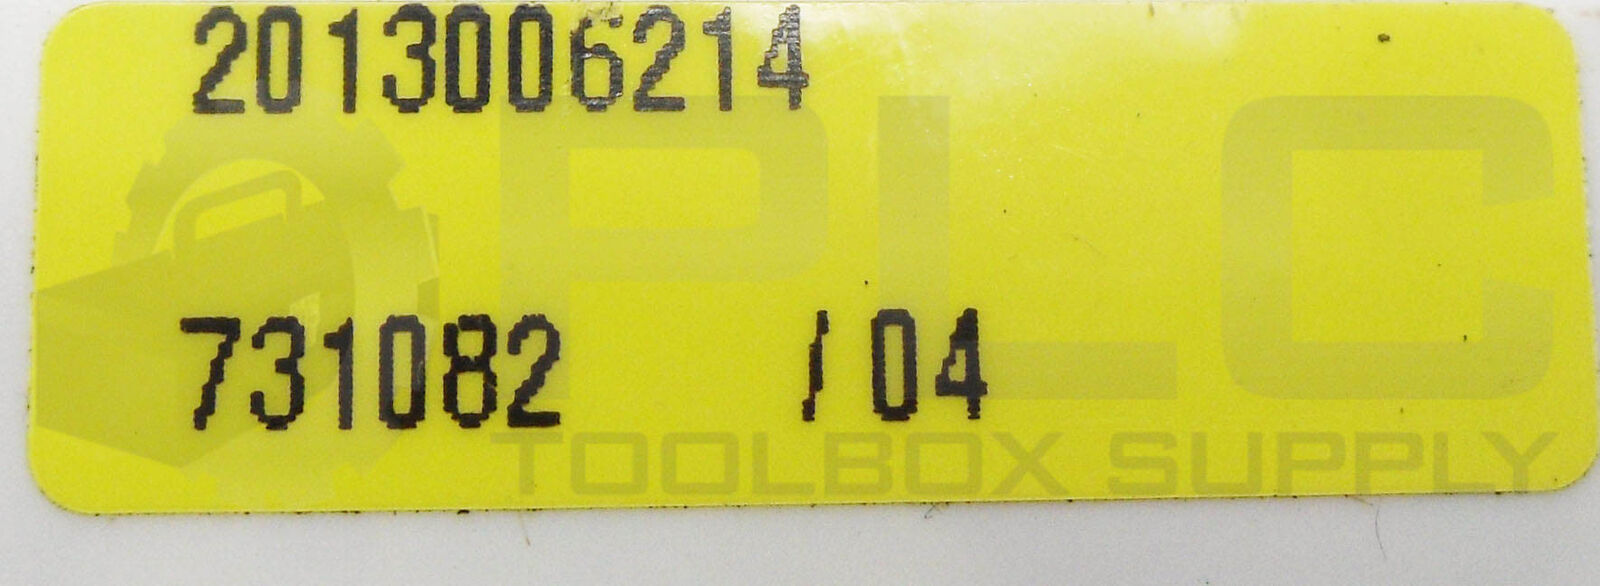 2013006214
731082 /04
PLC
TOOLBOX SUPPLY